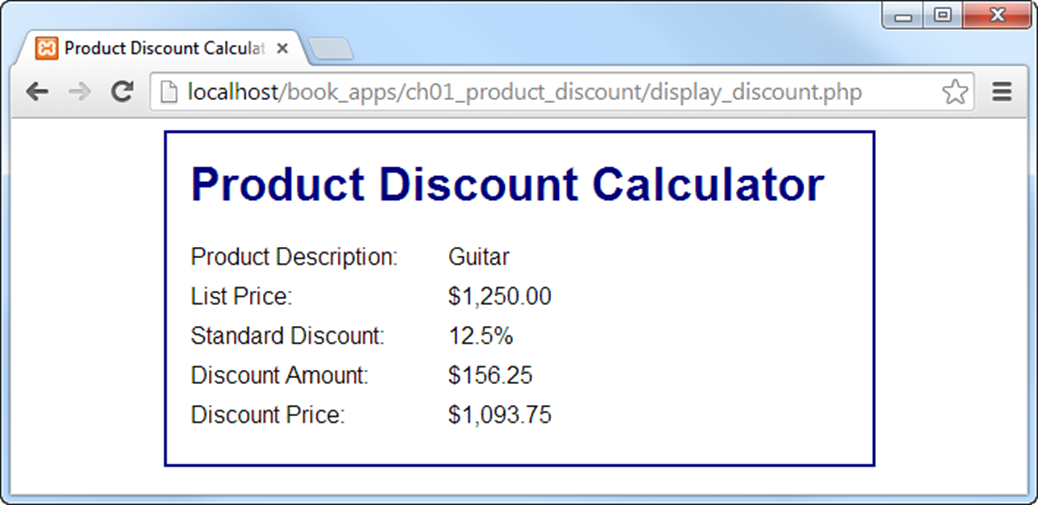 Product Discount Calculat
localhost/book_apps/ch01_product_discount/display_discount.php
Product Discount Calculator
Product Description: Guitar
List Price: $1,250.00
Standard Discount: 12.5%
Discount Amount: $156.25
Discount Price: $1,093.75